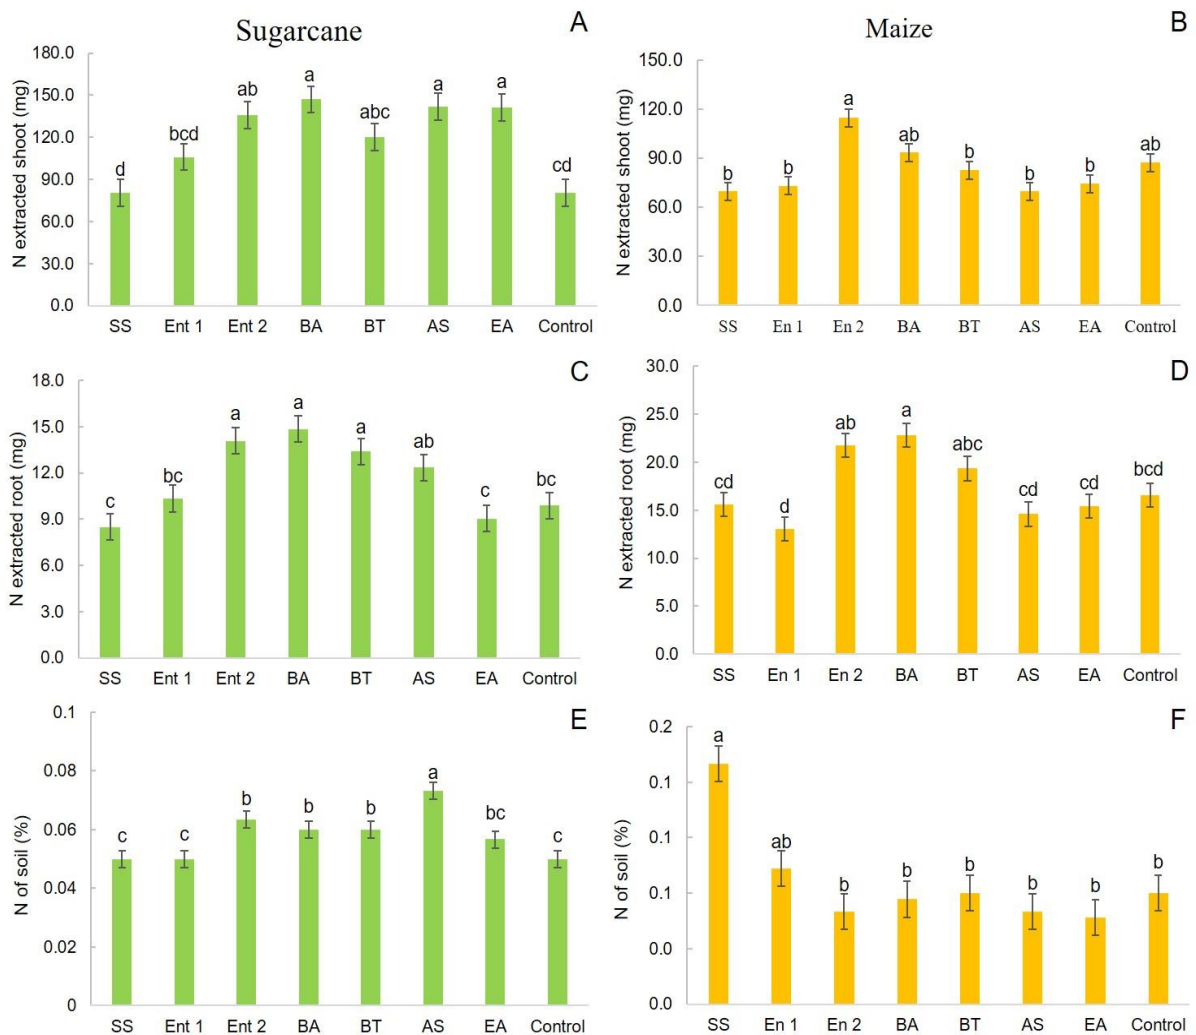 Sugarcane
A
N extracted shoot (mg)
180.0
150.0
120.0
90.0
60.0
30.0
0.0
d bcd ab a abc a a cd
SS Ent 1 Ent 2 BA BT AS EA Control
Maize
B
N extracted shoot (mg)
150.0
120.0
90.0
60.0
30.0
0.0
b b a ab b b b ab
SS En 1 En 2 BA BT AS EA Control
C
N extracted root (mg)
18.0
15.0
12.0
9.0
6.0
3.0
0.0
c bc a a a ab c bc
SS Ent 1 Ent 2 BA BT AS EA Control
D
N extracted root (mg)
30.0
25.0
20.0
15.0
10.0
5.0
0.0
cd d ab a abc cd cd bcd
SS En 1 En 2 BA BT AS EA Control
E
N of soil (%)
0.1
0.08
0.06
0.04
0.02
0
c c b b b a bc c
SS Ent 1 Ent 2 BA BT AS EA Control
F
N of soil (%)
0.2
0.1
0.1
0.1
0.0
0.0
a ab b b b b b b
SS En 1 En 2 BA BT AS EA Control